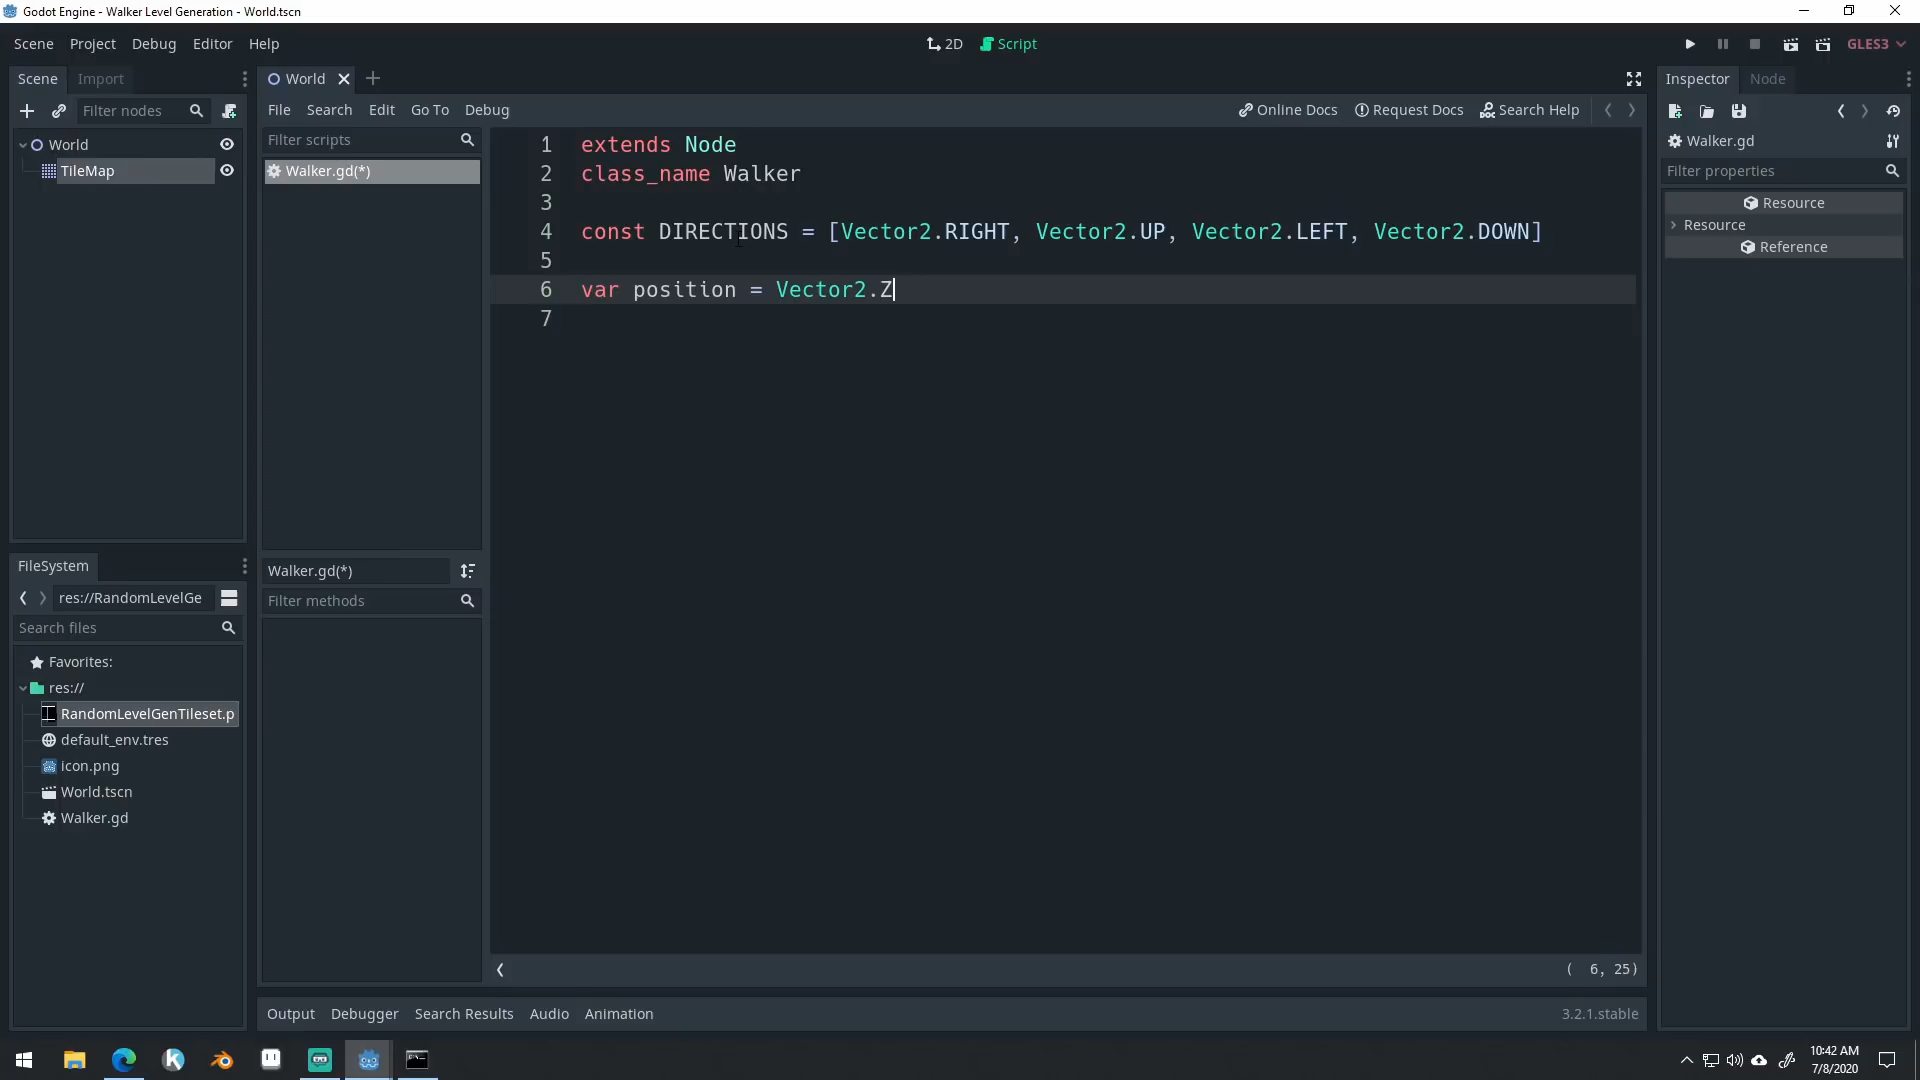 Godot Engine - Walker Level Generation - World.tscn
Scene Project Debug Editor Help
2D Script
GLES3
Scene Import
Filter nodes
World
TileMap
World
File Search Edit Go To Debug
Online Docs Request Docs Search Help
Filter scripts
Walker.gd(*)
1 extends Node
2 class_name Walker
3
4 const DIRECTIONS = [Vector2.RIGHT, Vector2.UP, Vector2.LEFT, Vector2.DOWN]
5
6 var position = Vector2.Z
7
Walker.gd(*)
Filter methods
( 6, 25)
Output Debugger Search Results Audio Animation
3.2.1.stable
Inspector Node
Walker.gd
Filter properties
Resource
Resource
Reference
FileSystem
res://RandomLevelGe
Search files
Favorites:
res://
RandomLevelGenTileset.p
default_env.tres
icon.png
World.tscn
Walker.gd
10:42 AM
7/8/2020